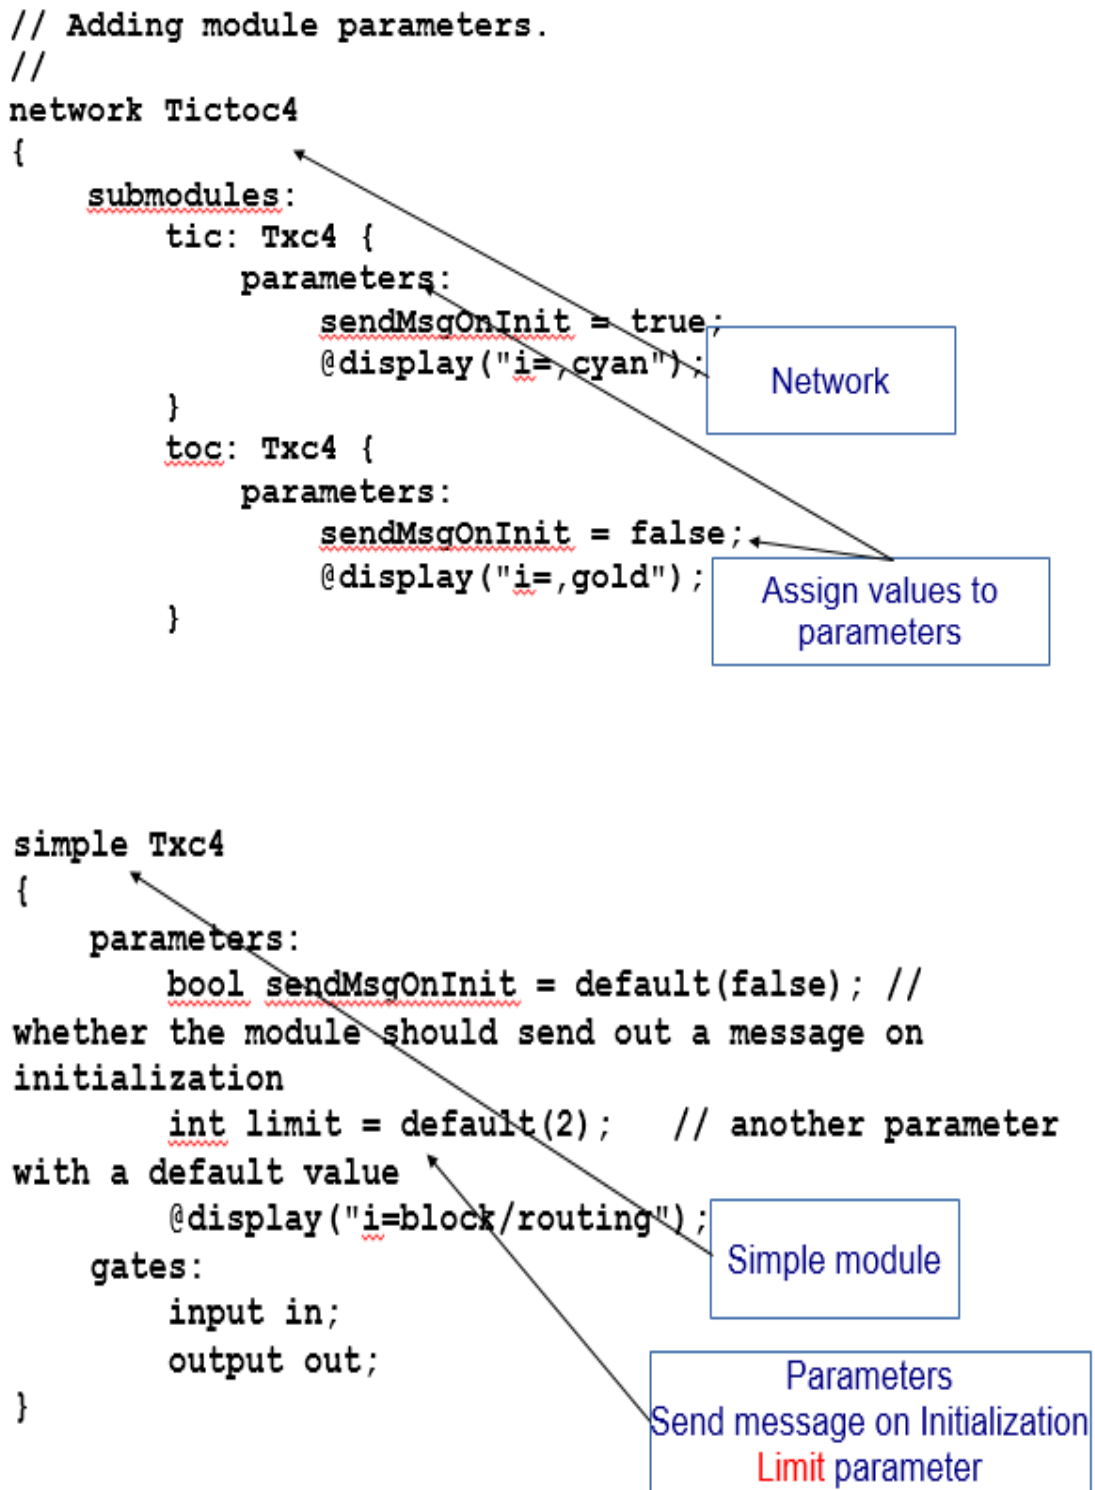 // Adding module parameters.
//
network Tictoc4
{
submodules:
tic: Txc4 {
parameters:
sendMsgOnInit = true;
@display("i=,cyan");
}
toc: Txc4 {
parameters:
sendMsgOnInit = false;
@display("i=,gold");
}
Network
Assign values to
parameters
simple Txc4
{
parameters:
bool sendMsgOnInit = default(false); //
whether the module should send out a message on
initialization
int limit = default(2); // another parameter
with a default value
@display("i=block/routing");
gates:
input in;
output out;
}
Simple module
Parameters
Send message on Initialization
Limit parameter